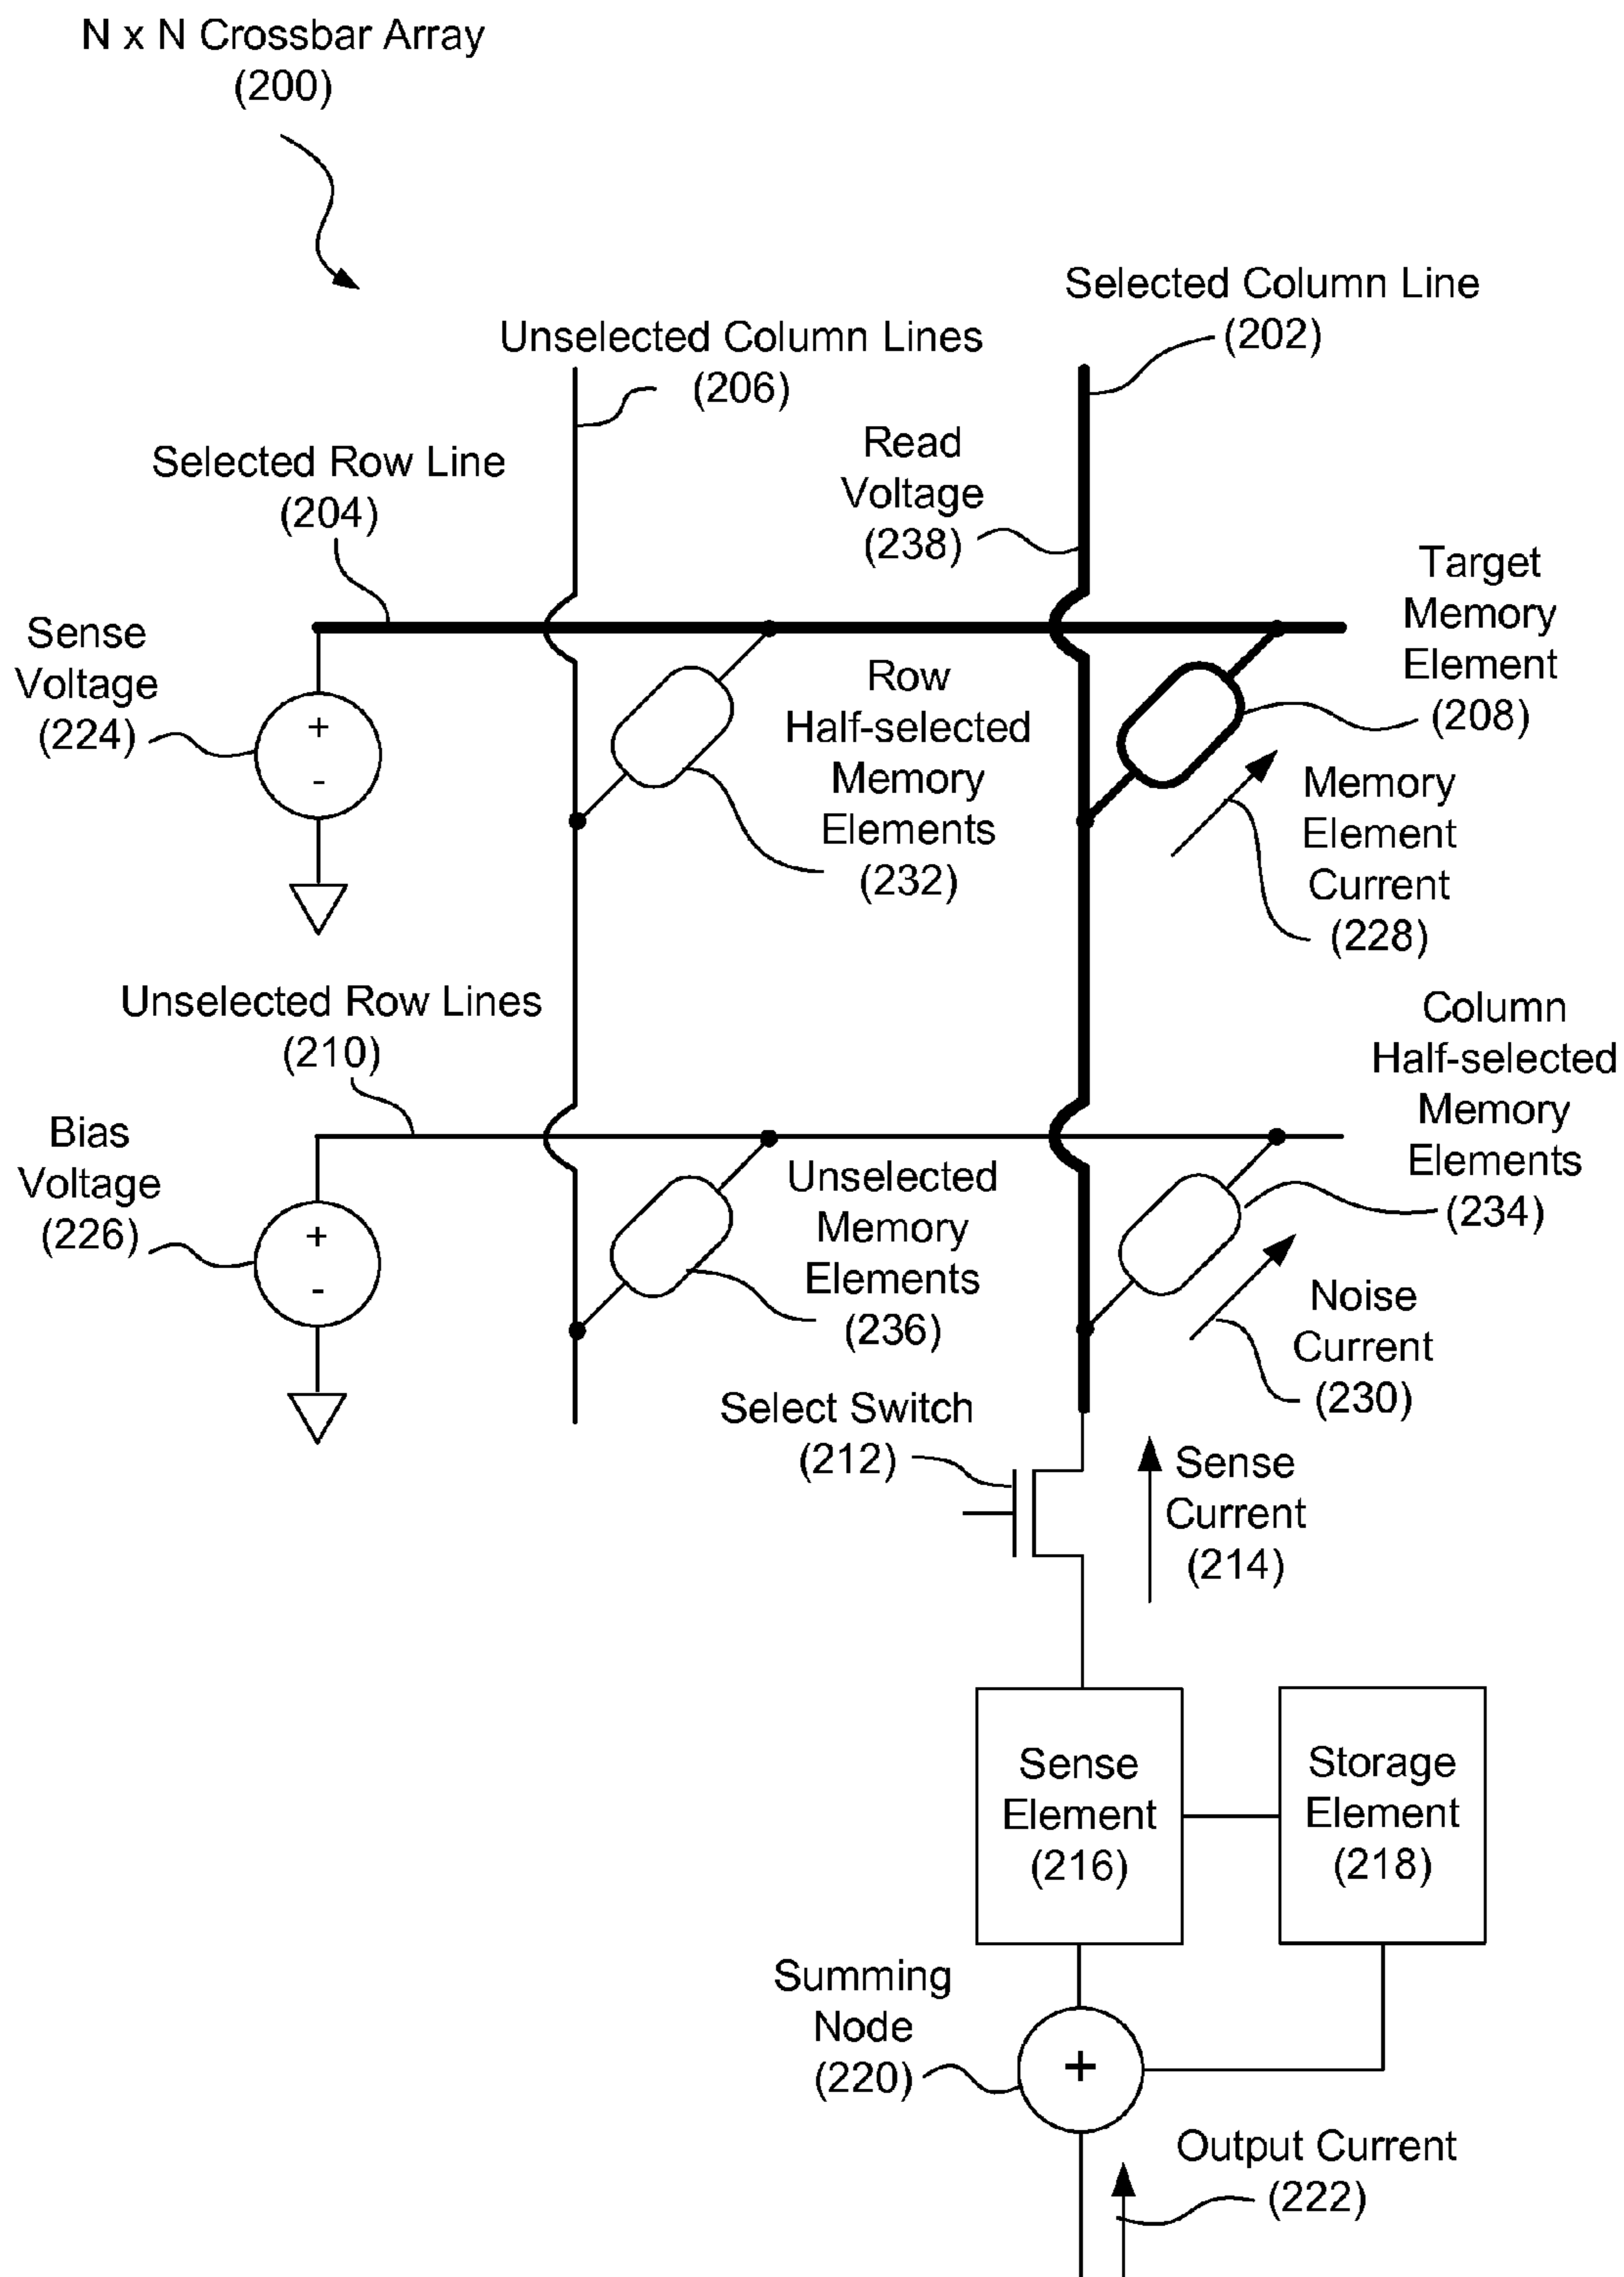 N x N Crossbar Array
(200)
Selected Column Line
(202)
Unselected Column Lines
(206)
Read
Voltage
(238)
Selected Row Line
(204)
Target
Memory
Element
(208)
Sense
Voltage
(224)
+
-
Row
Half-selected
Memory
Elements
(232)
Memory
Element
Current
(228)
Unselected Row Lines
(210)
Column
Half-selected
Memory
Elements
(234)
Bias
Voltage
(226)
+
-
Unselected
Memory
Elements
(236)
Noise
Current
(230)
Select Switch
(212)
Sense
Current
(214)
Sense
Element
(216)
Storage
Element
(218)
Summing
Node
(220)
+
Output Current
(222)